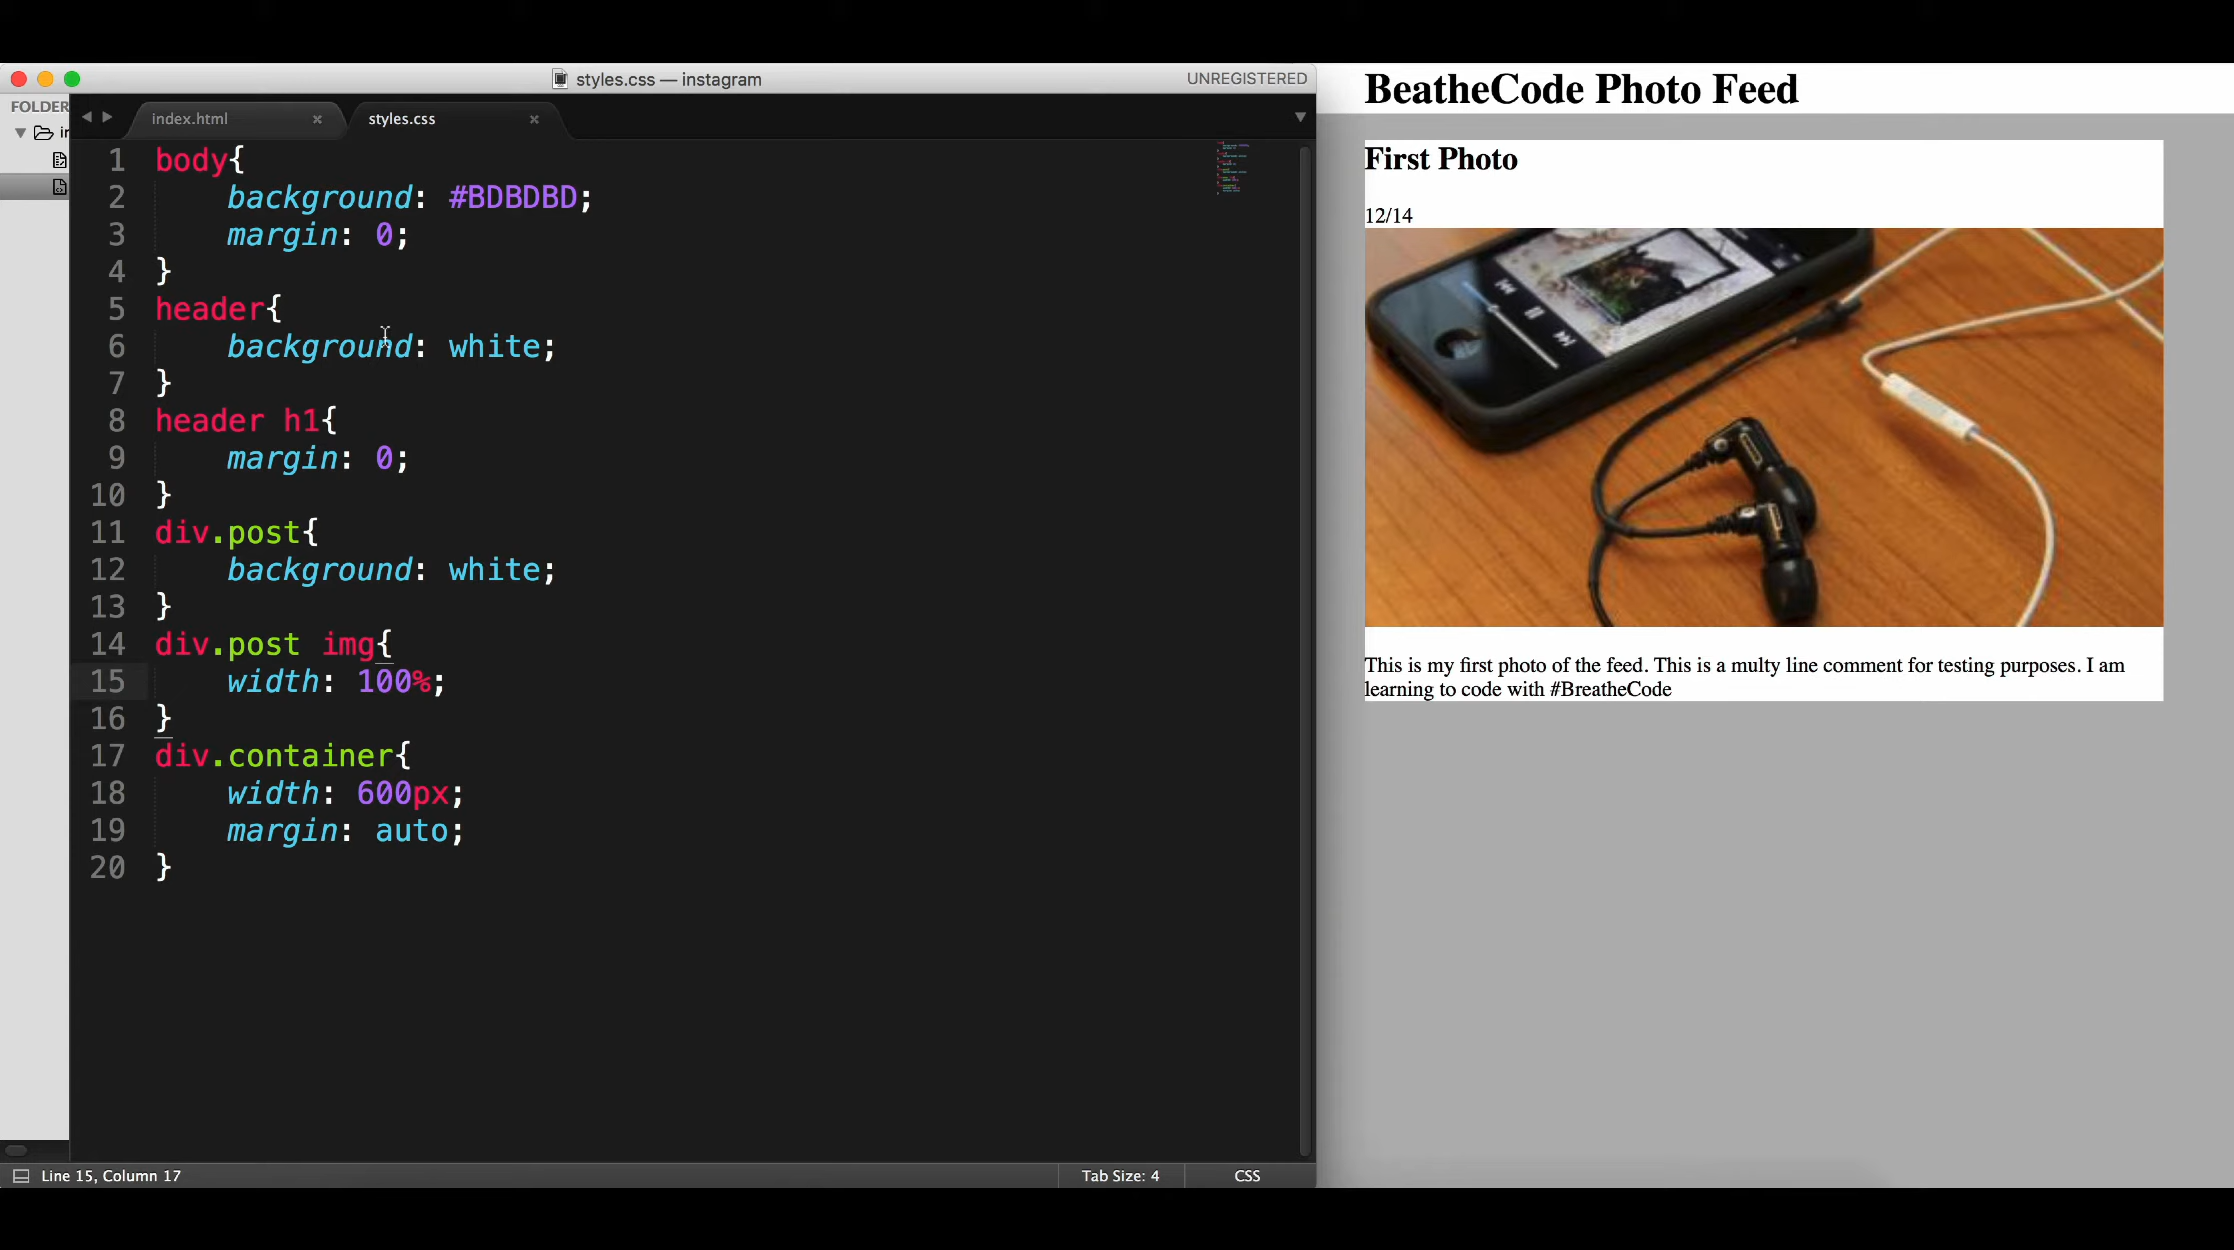 styles.css — instagram
UNREGISTERED
FOLDER
index.html
styles.css
1 body{
2 background: #BDBDBD;
3 margin: 0;
4 }
5 header{
6 background: white;
7 }
8 header h1{
9 margin: 0;
10 }
11 div.post{
12 background: white;
13 }
14 div.post img{
15 width: 100%;
16 }
17 div.container{
18 width: 600px;
19 margin: auto;
20 }
Line 15, Column 17
Tab Size: 4
CSS
BeatheCode Photo Feed
First Photo
12/14
This is my first photo of the feed. This is a multy line comment for testing purposes. I am
learning to code with #BreatheCode